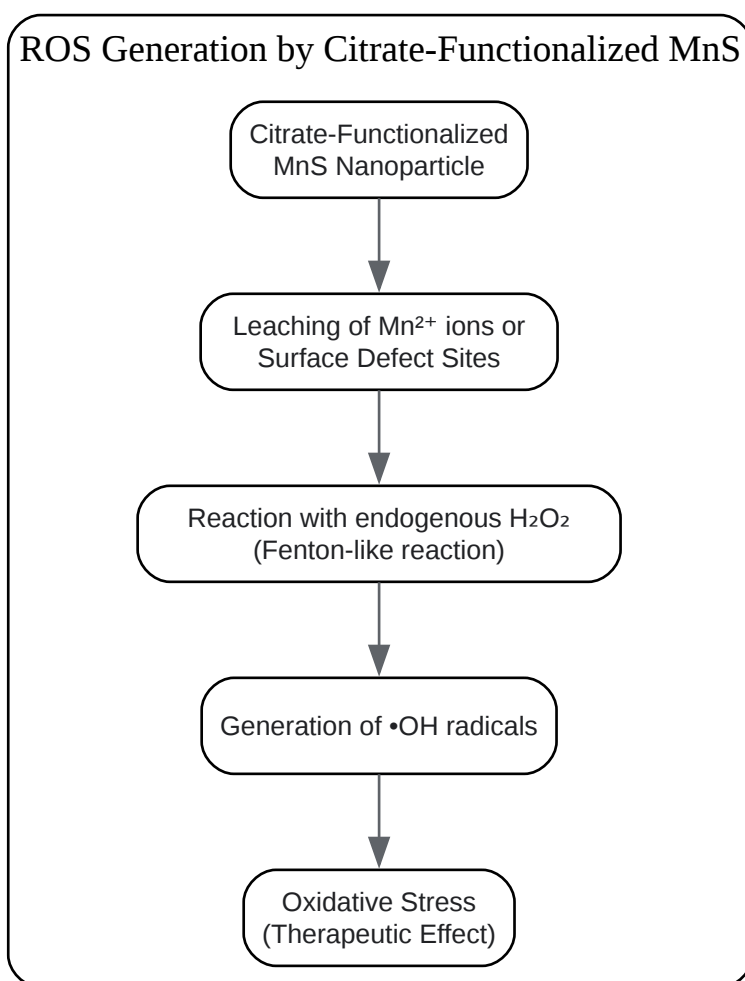 ROS Generation by Citrate-Functionalized MnS
Citrate-Functionalized
MnS Nanoparticle
Leaching of Mn²⁺ ions or
Surface Defect Sites
Reaction with endogenous H₂O₂
(Fenton-like reaction)
Generation of •OH radicals
Oxidative Stress
(Therapeutic Effect)